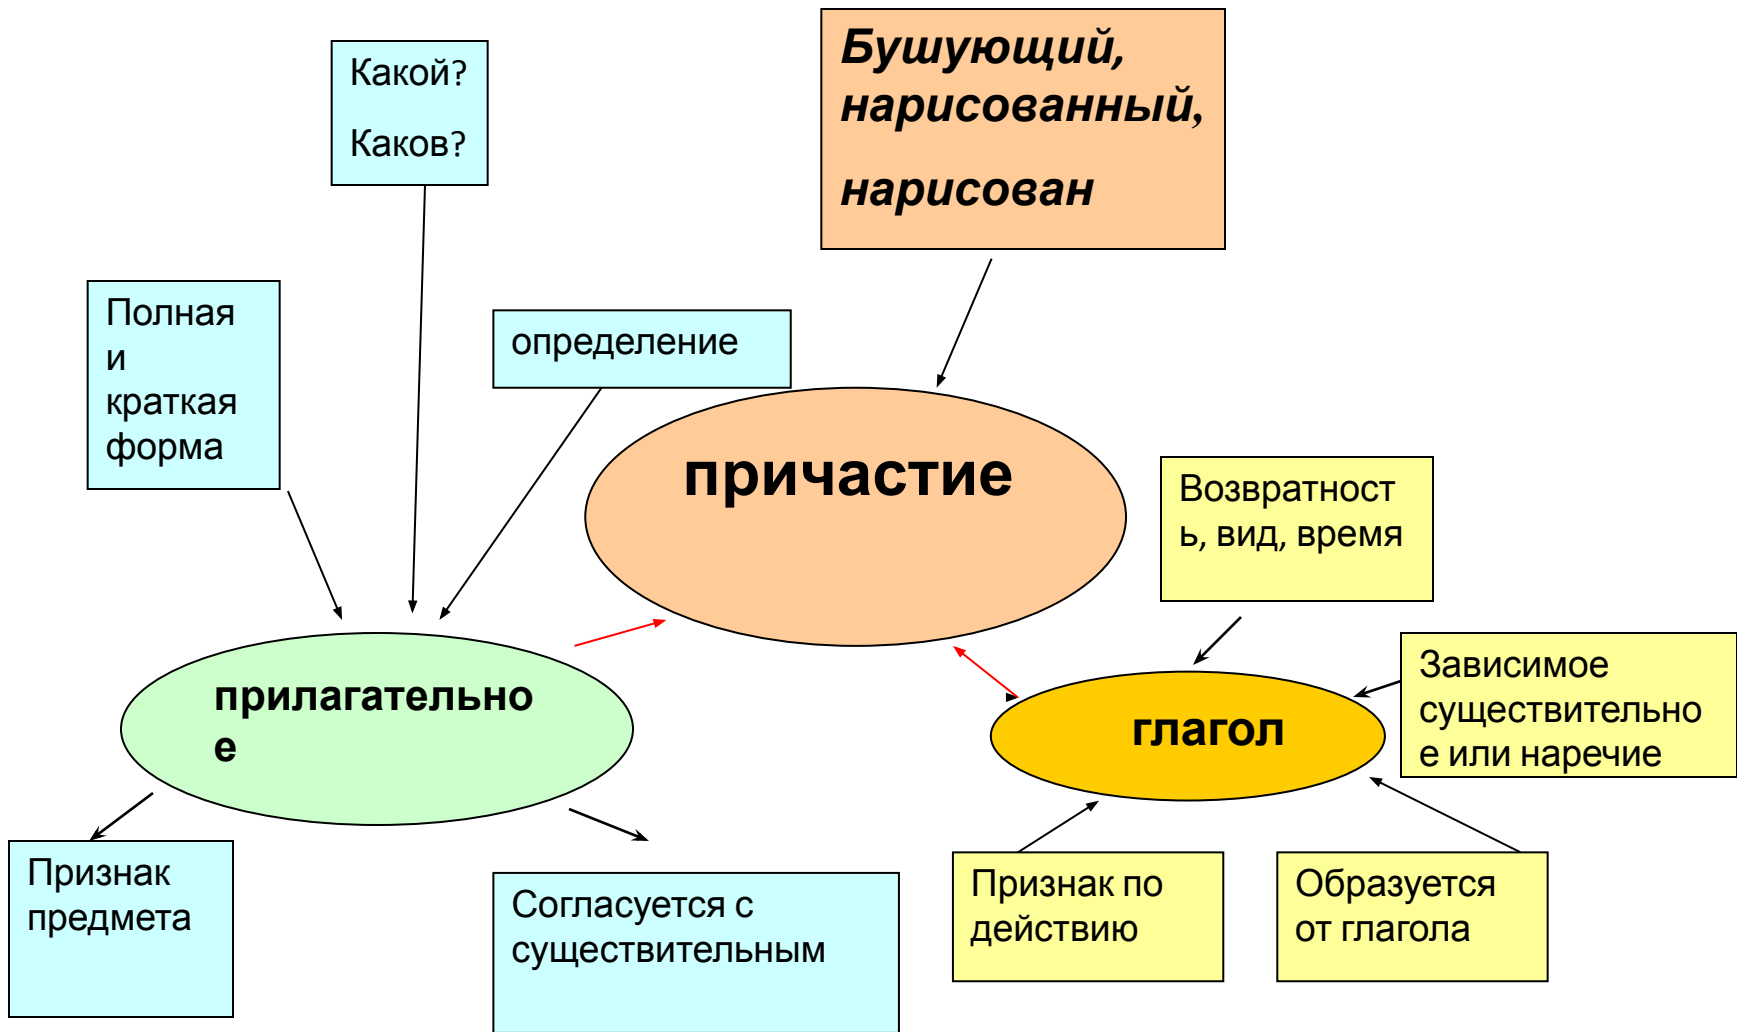 Какой?
Каков?
Бушующий,
нарисованный,
нарисован
Полная
и
краткая
форма
определение
причастие
Возвратност
ь, вид, время
прилагательно
е
глагол
Зависимое
существительно
е или наречие
Признак
предмета
Согласуется с
существительным
Признак по
действию
Образуется
от глагола